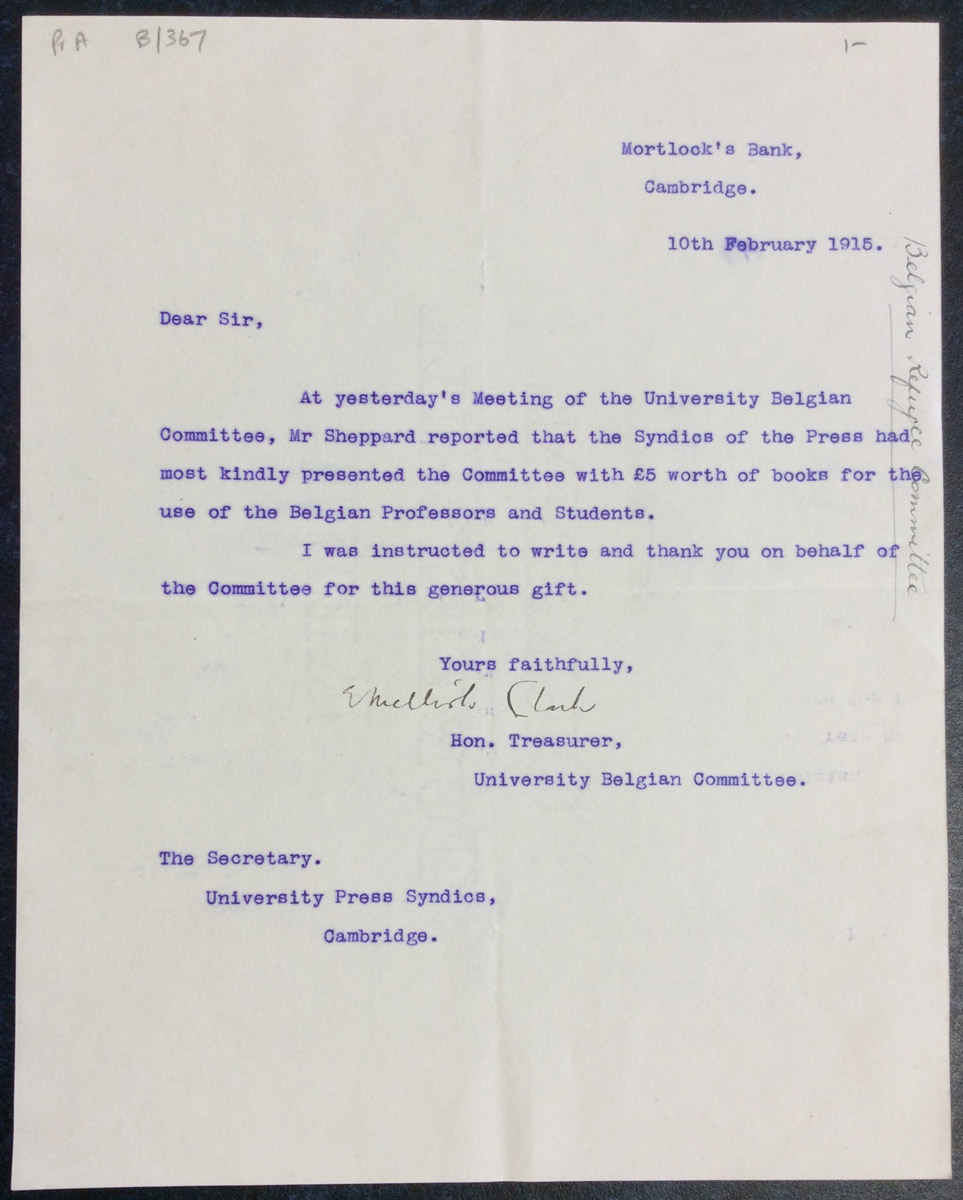 Pr A B/367
1-
Mortlock's Bank,
Cambridge.
10th February 1915.
Belgian Refugee Committee
Dear Sir,
At yesterday's Meeting of the University Belgian
Committee, Mr Sheppard reported that the Syndics of the Press had
most kindly presented the Committee with £5 worth of books for the
use of the Belgian Professors and Students.
I was instructed to write and thank you on behalf of
the Committee for this generous gift.
Yours faithfully,
E Mellish Clark
Hon. Treasurer,
University Belgian Committee.
The Secretary.
University Press Syndics,
Cambridge.